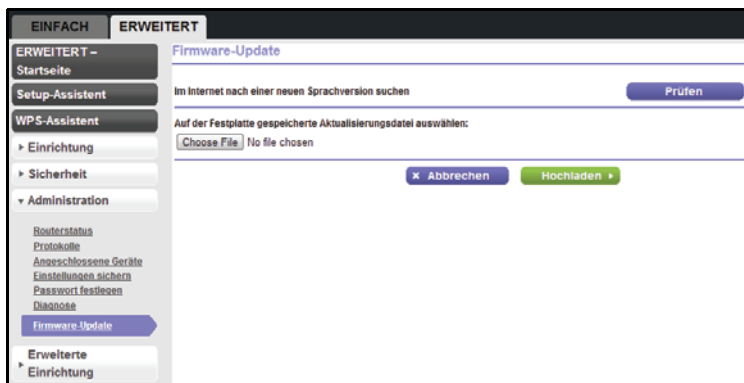 EINFACH
ERWEITERT
ERWEITERT –
Startseite
Setup-Assistent
WPS-Assistent
Einrichtung
Sicherheit
Administration
Routerstatus
Protokolle
Angeschlossene Geräte
Einstellungen sichern
Passwort festlegen
Diagnose
Firmware-Update
Erweiterte
Einrichtung
Firmware-Update
Im Internet nach einer neuen Sprachversion suchen
Prüfen
Auf der Festplatte gespeicherte Aktualisierungsdatei auswählen:
Choose File No file chosen
Abbrechen
Hochladen